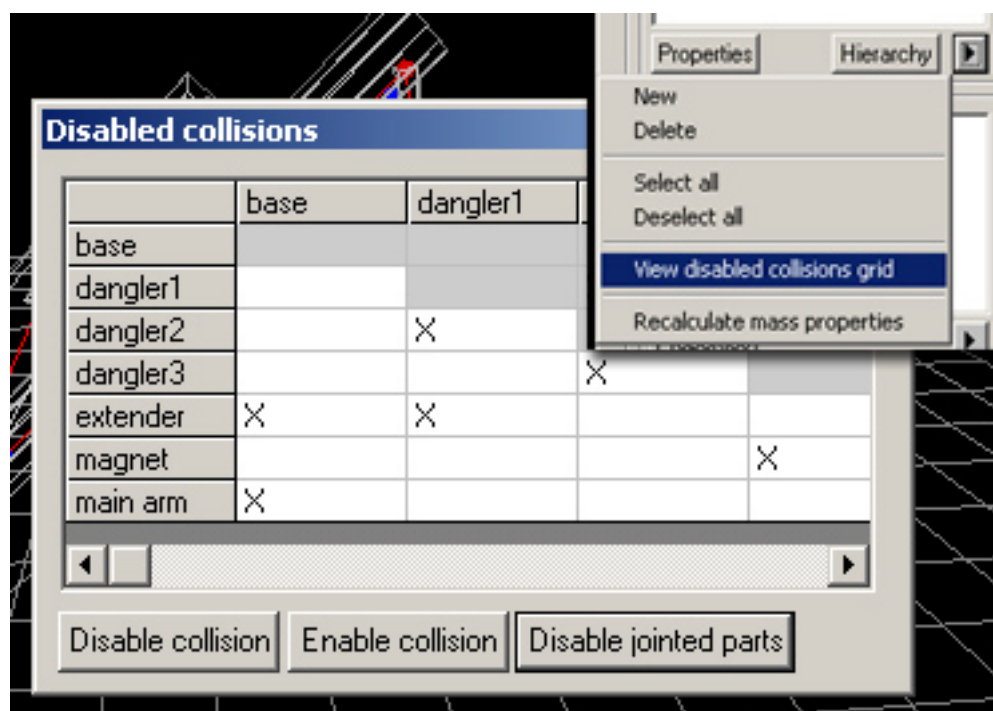 Properties Hierarchy
New
Delete
Select all
Deselect all
View disabled collisions grid
Recalculate mass properties
Disabled collisions
base dangler1
base
dangler1
dangler2 X
dangler3 X
extender X X
magnet X
main arm X
Disable collision Enable collision Disable jointed parts